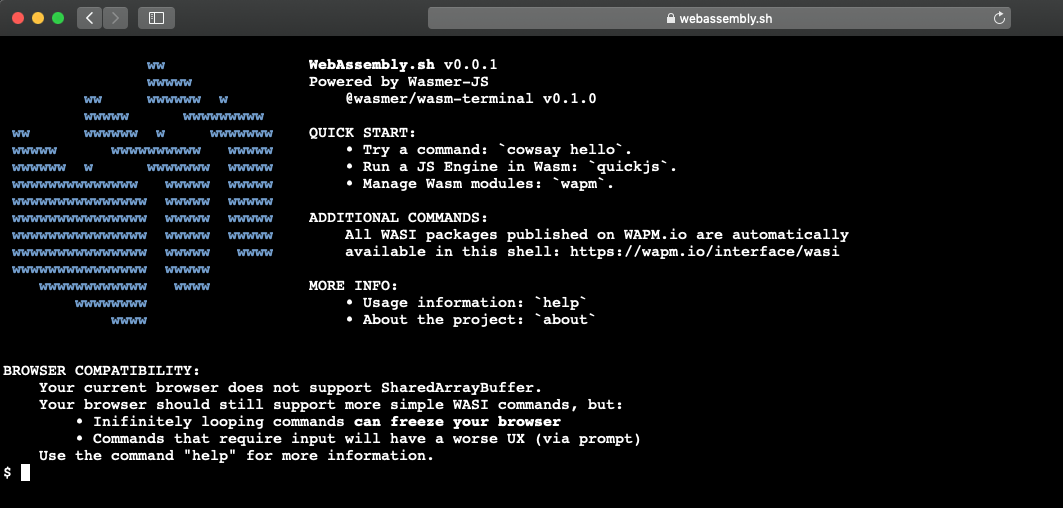 webassembly.sh
WebAssembly.sh v0.0.1
Powered by Wasmer-JS
@wasmer/wasm-terminal v0.1.0
QUICK START:
• Try a command: `cowsay hello`.
• Run a JS Engine in Wasm: `quickjs`.
• Manage Wasm modules: `wapm`.
ADDITIONAL COMMANDS:
All WASI packages published on WAPM.io are automatically
available in this shell: https://wapm.io/interface/wasi
MORE INFO:
• Usage information: `help`
• About the project: `about`
BROWSER COMPATIBILITY:
Your current browser does not support SharedArrayBuffer.
Your browser should still support more simple WASI commands, but:
• Inifinitely looping commands can freeze your browser
• Commands that require input will have a worse UX (via prompt)
Use the command "help" for more information.
$